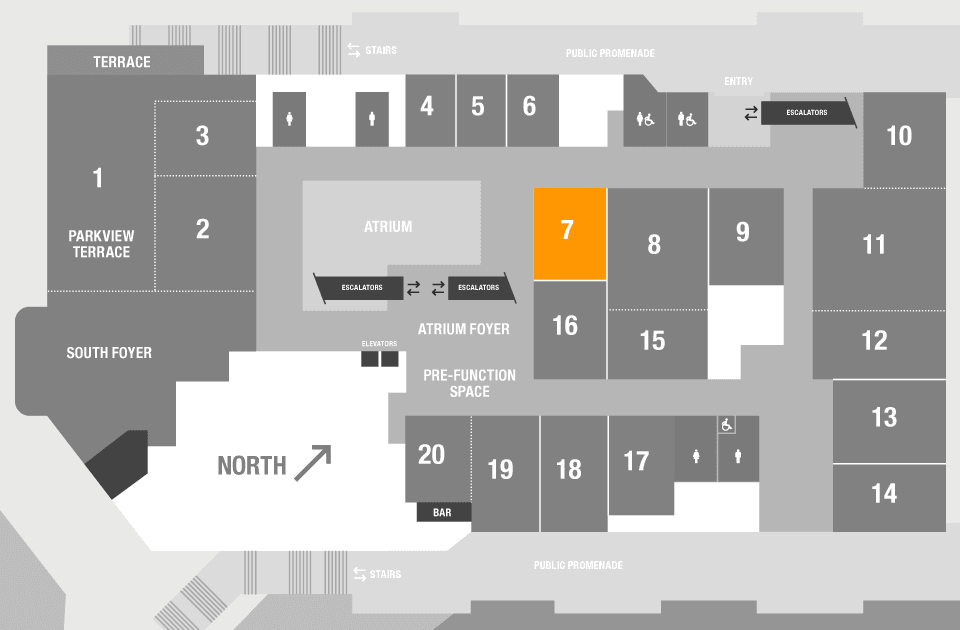 STAIRS
PUBLIC PROMENADE
TERRACE
ENTRY
ESCALATORS
4
5
6
3
10
1
2
PARKVIEW
TERRACE
ATRIUM
7
8
9
11
ESCALATORS
ESCALATORS
ATRIUM FOYER
16
15
12
SOUTH FOYER
ELEVATORS
PRE-FUNCTION
SPACE
13
20
19
18
17
NORTH
14
BAR
STAIRS
PUBLIC PROMENADE